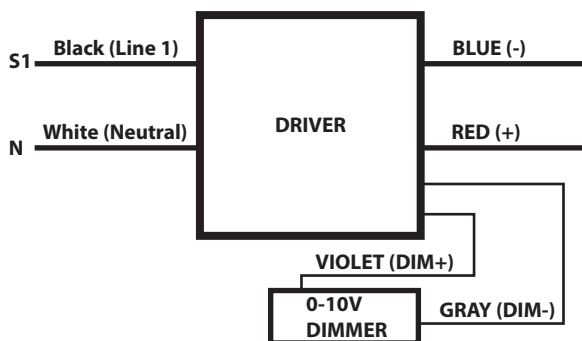 S1
Black (Line 1)
BLUE (-)
N
White (Neutral)
DRIVER
RED (+)
VIOLET (DIM+)
0-10V
DIMMER
GRAY (DIM-)